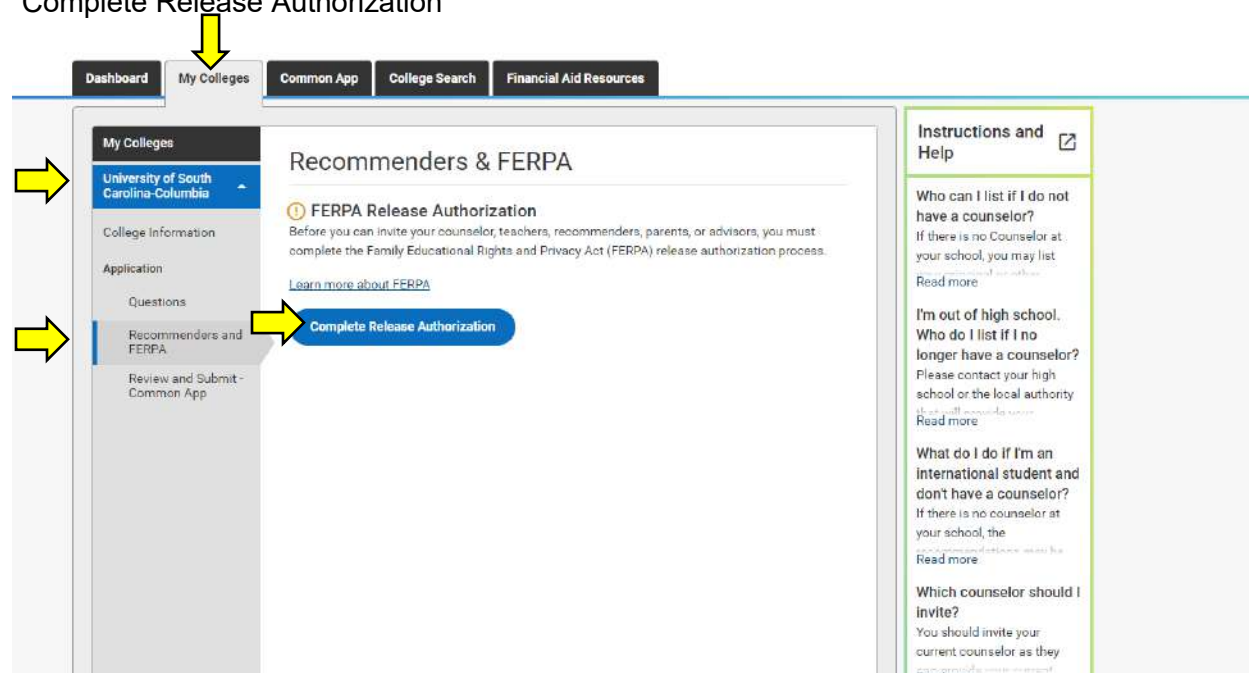 Complete Release Authorization
Dashboard
My Colleges
Common App
College Search
Financial Aid Resources
My Colleges
University of South
Carolina-Columbia
College Information
Application
Questions
Recommenders and
FERPA
Review and Submit -
Common App
Recommenders & FERPA
FERPA Release Authorization
Before you can invite your counselor, teachers, recommenders, parents, or advisors, you must
complete the Family Educational Rights and Privacy Act (FERPA) release authorization process.
Learn more about FERPA
Complete Release Authorization
Instructions and
Help
Who can I list if I do not
have a counselor?
If there is no Counselor at
your school, you may list
Read more
I'm out of high school.
Who do I list if I no
longer have a counselor?
Please contact your high
school or the local authority
Read more
What do I do if I'm an
international student and
don't have a counselor?
If there is no counselor at
your school, the
Read more
Which counselor should I
invite?
You should invite your
current counselor as they